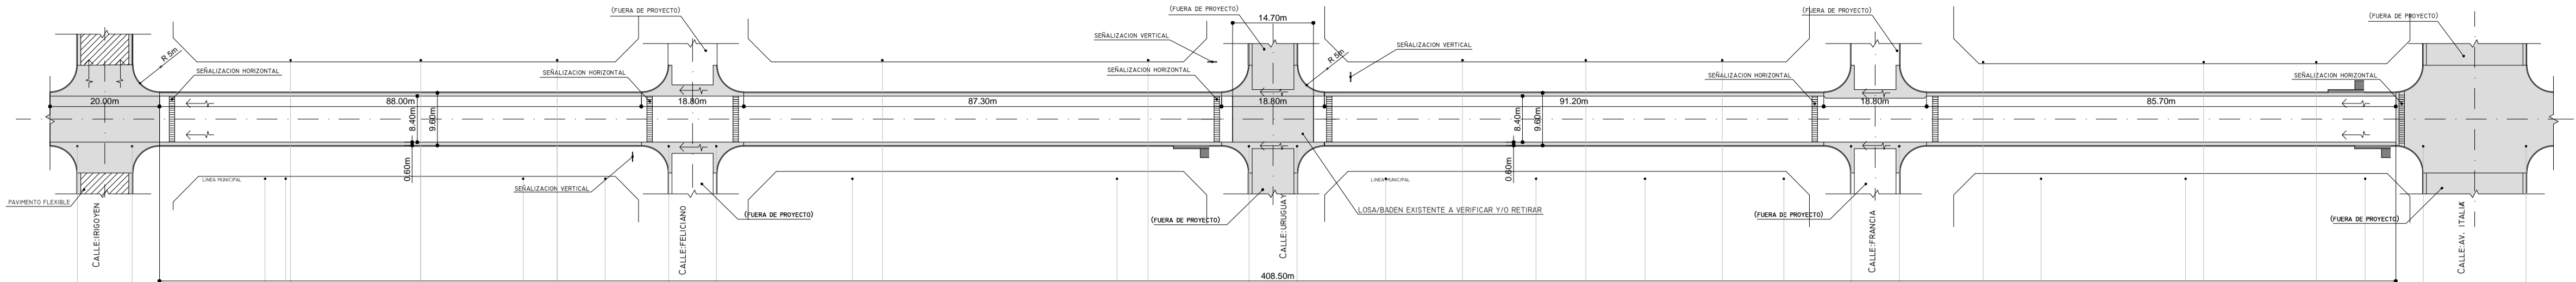 (FUERA DE PROYECTO)
(FUERA DE PROYECTO)
14.70m
(FUERA DE PROYECTO)
(FUERA DE PROYECTO)
SEÑALIZACION VERTICAL
SEÑALIZACION VERTICAL
R 5m
R 5m
SEÑALIZACION HORIZONTAL
SEÑALIZACION HORIZONTAL
SEÑALIZACION HORIZONTAL
SEÑALIZACION HORIZONTAL
SEÑALIZACION HORIZONTAL
20.00m
88.00m
18.80m
87.30m
18.80m
91.20m
18.80m
85.70m
8.40m
9.60m
8.40m
9.60m
0.60m
0.60m
LINEA MUNICIPAL
LINEA MUNICIPAL
SEÑALIZACION VERTICAL
PAVIMENTO FLEXIBLE
(FUERA DE PROYECTO)
(FUERA DE PROYECTO)
LOSA/BADEN EXISTENTE A VERIFICAR Y/O RETIRAR
(FUERA DE PROYECTO)
(FUERA DE PROYECTO)
CALLE:IRIGOYEN
CALLE:FELICIANO
CALLE:URUGUAY
CALLE:FRANCIA
CALLE:AV. ITALIA
408.50m